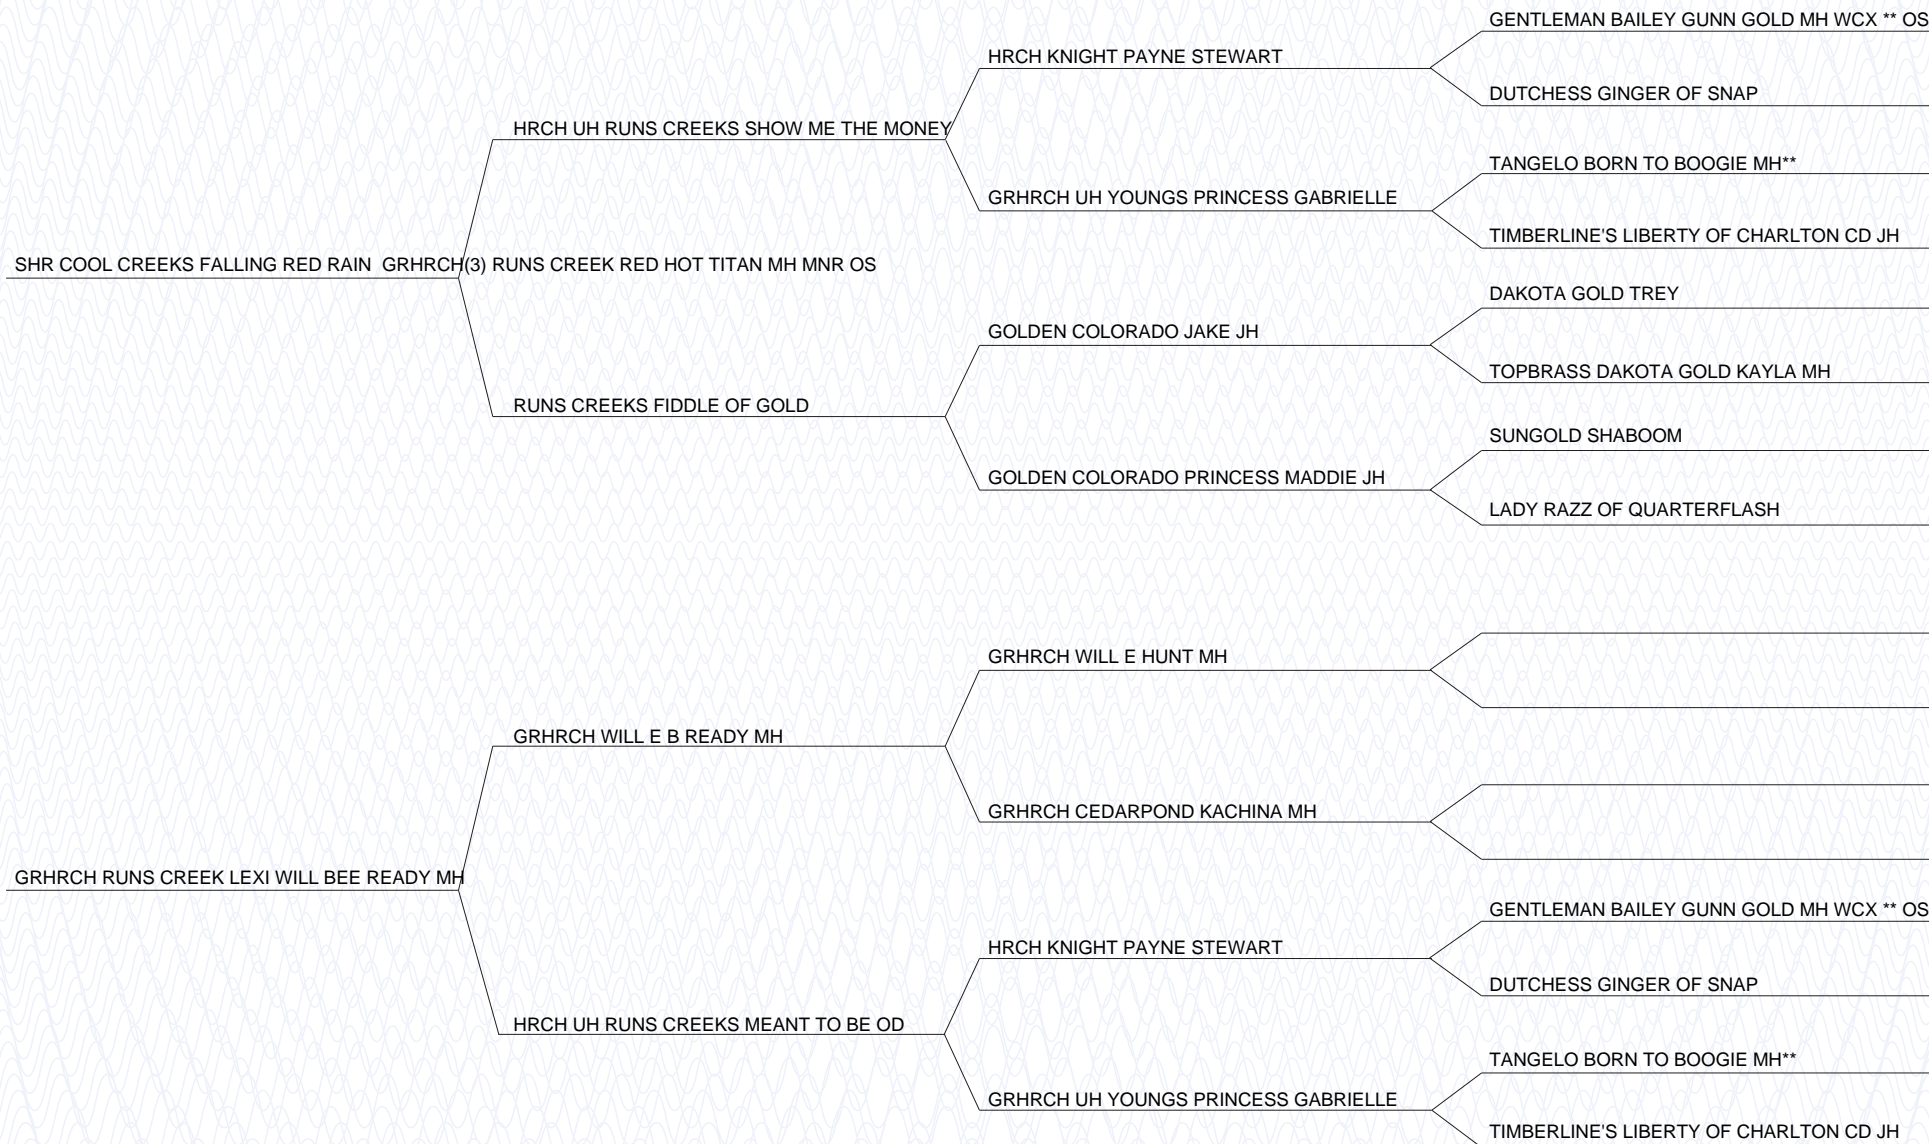 GENTLEMAN BAILEY GUNN GOLD MH WCX ** OS
HRCH KNIGHT PAYNE STEWART
DUTCHESS GINGER OF SNAP
HRCH UH RUNS CREEKS SHOW ME THE MONEY
TANGELO BORN TO BOOGIE MH**
GRHRCH UH YOUNGS PRINCESS GABRIELLE
TIMBERLINE'S LIBERTY OF CHARLTON CD JH
SHR COOL CREEKS FALLING RED RAIN GRHRCH(3) RUNS CREEK RED HOT TITAN MH MNR OS
DAKOTA GOLD TREY
GOLDEN COLORADO JAKE JH
TOPBRASS DAKOTA GOLD KAYLA MH
RUNS CREEKS FIDDLE OF GOLD
SUNGOLD SHABOOM
GOLDEN COLORADO PRINCESS MADDIE JH
LADY RAZZ OF QUARTERFLASH
GRHRCH WILL E HUNT MH
GRHRCH WILL E B READY MH
GRHRCH CEDARPOND KACHINA MH
GRHRCH RUNS CREEK LEXI WILL BEE READY MH
GENTLEMAN BAILEY GUNN GOLD MH WCX ** OS
HRCH KNIGHT PAYNE STEWART
DUTCHESS GINGER OF SNAP
HRCH UH RUNS CREEKS MEANT TO BE OD
TANGELO BORN TO BOOGIE MH**
GRHRCH UH YOUNGS PRINCESS GABRIELLE
TIMBERLINE'S LIBERTY OF CHARLTON CD JH